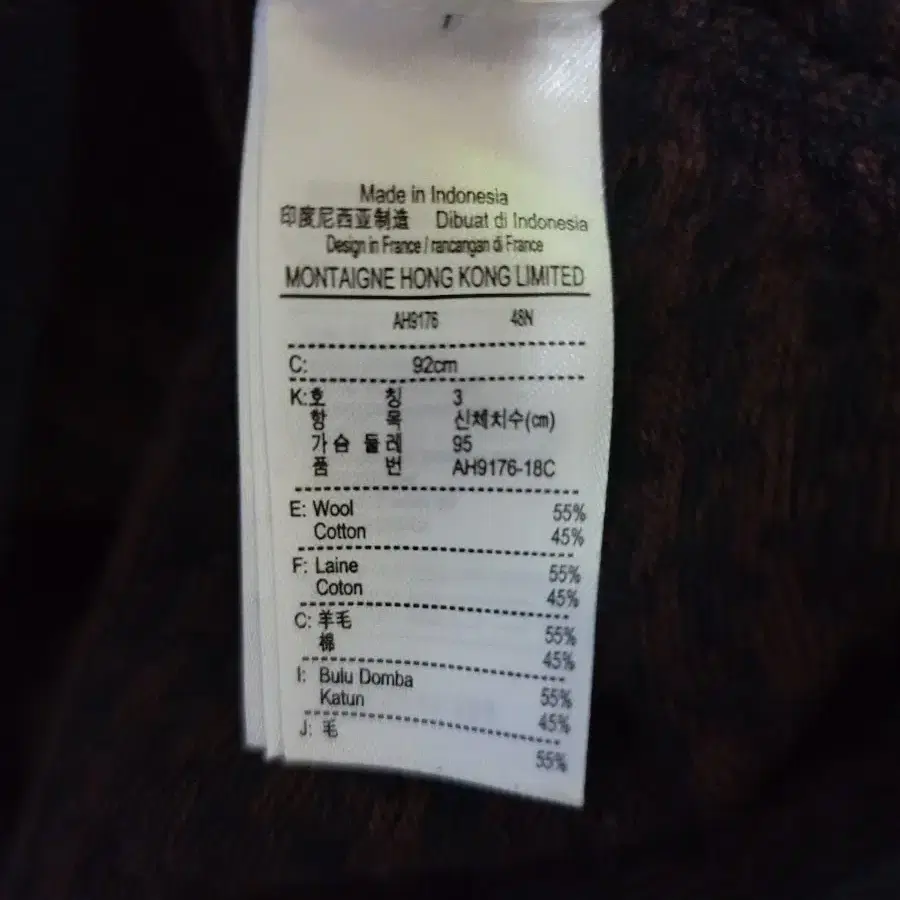 Made in Indonesia
印度尼西亚制造 Dibuat di Indonesia
Design in France / rancangan di France
MONTAIGNE HONG KONG LIMITED
AH9176 48N
C: 92cm
K:호 칭 3
항 목 신체치수(cm)
가슴 둘레 95
품 번 AH9176-18C
E: Wool 55%
Cotton 45%
F: Laine 55%
Coton 45%
C: 羊毛 55%
棉 45%
I: Bulu Domba 55%
Katun 45%
J: 毛 55%